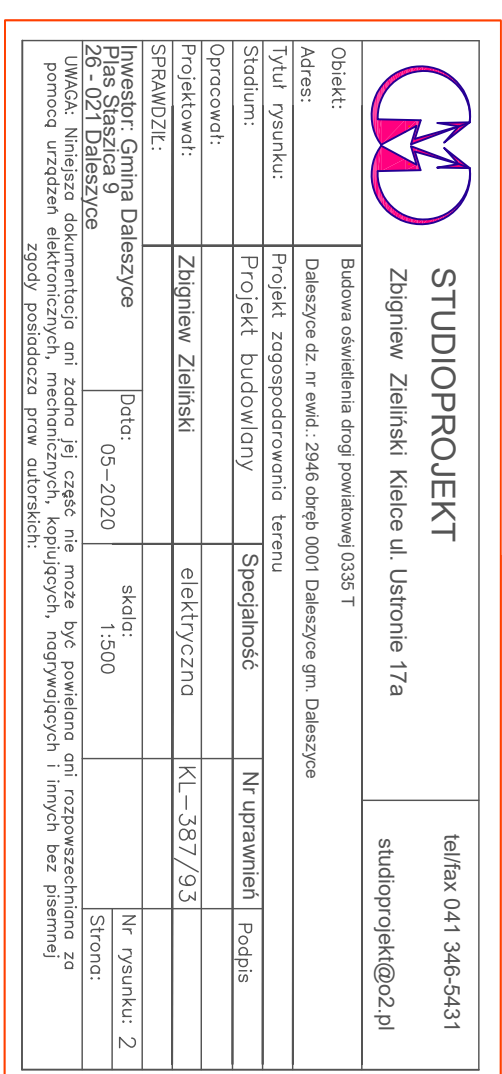 STUDIOPROJEKT
Zbigniew Zieliński Kielce ul. Ustronie 17a
tel/fax 041 346-5431
studioprojekt@o2.pl
Obiekt: Budowa oświetlenia drogi powiatowej 0335 T
Adres: Daleszyce dz. nr ewid.: 2946 obręb 0001 Daleszyce gm. Daleszyce
Tytuł rysunku: Projekt zagospodarowania terenu
Stadium: Projekt budowlany Specjalność Nr uprawnień Podpis
Opracował:
Projektował: Zbigniew Zieliński elektryczna KL-387/93
SPRAWDZIŁ:
Inwestor: Gmina Daleszyce
Plas Staszica 9
26 - 021 Daleszyce
Data: 05-2020
skala: 1:500
Nr rysunku: 2
Strona:
UWAGA: Niniejsza dokumentacja ani żadna jej część nie może być powielana ani rozpowszechniana za
pomocą urządzeń elektronicznych, mechanicznych, kopiujących, nagrywających i innych bez pisemnej
zgody posiadacza praw autorskich: